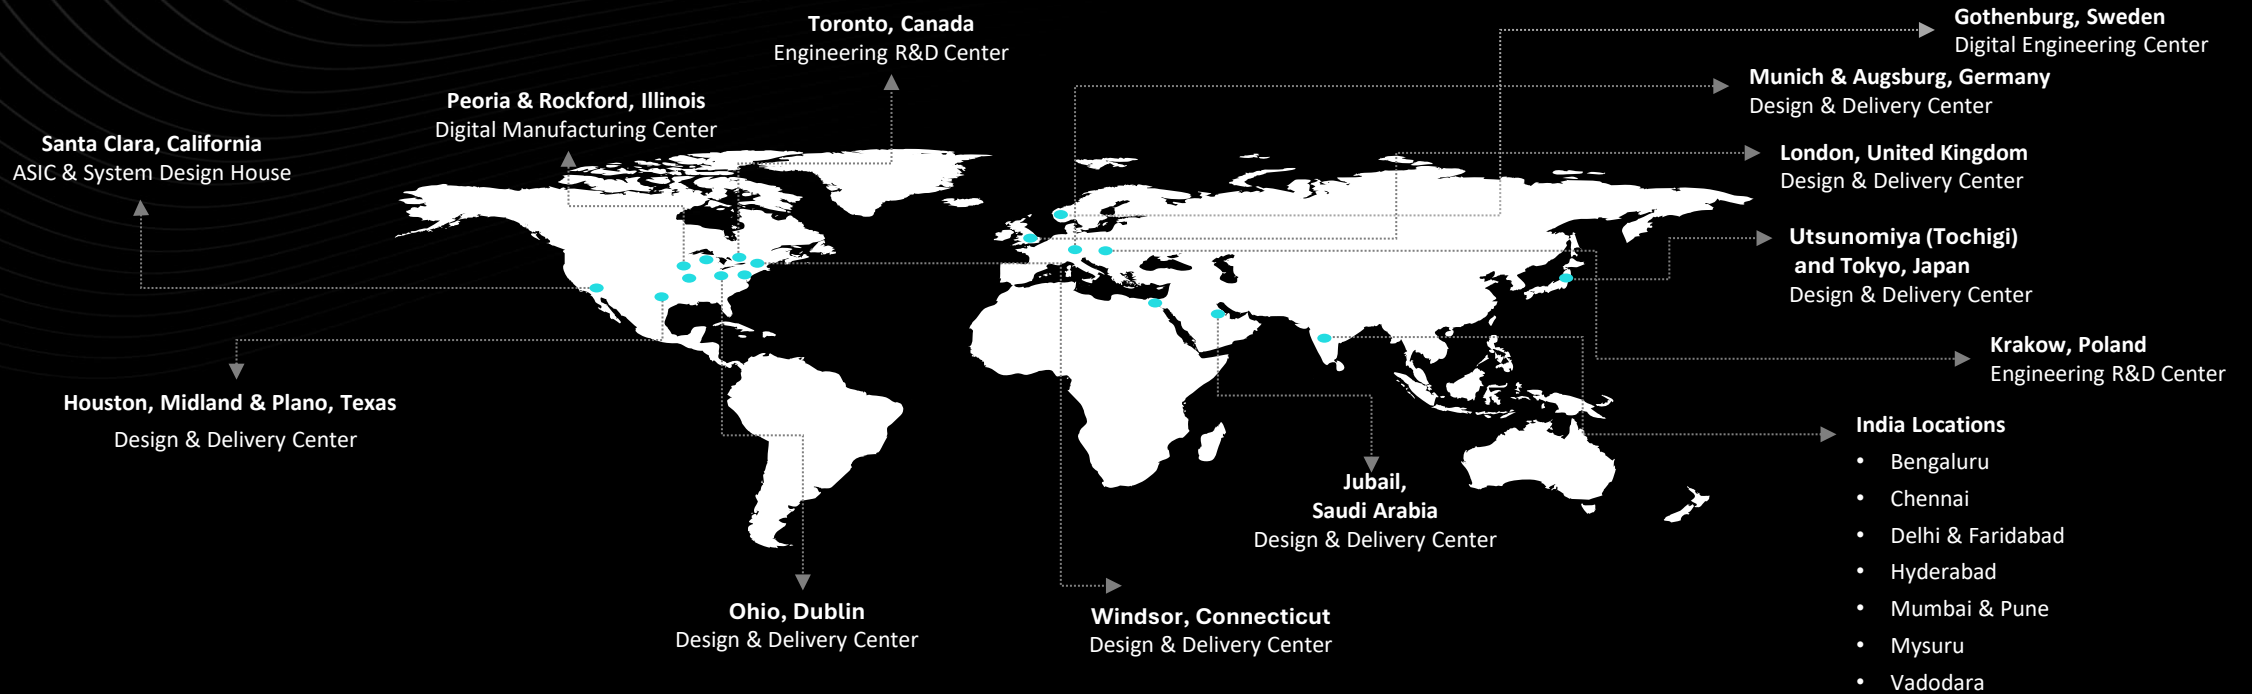 Toronto, Canada
Engineering R&D Center
Gothenburg, Sweden
Digital Engineering Center
Munich & Augsburg, Germany
Design & Delivery Center
Peoria & Rockford, Illinois
Digital Manufacturing Center
Santa Clara, California
ASIC & System Design House
London, United Kingdom
Design & Delivery Center
Utsunomiya (Tochigi)
and Tokyo, Japan
Design & Delivery Center
Krakow, Poland
Engineering R&D Center
Houston, Midland & Plano, Texas
Design & Delivery Center
India Locations
• Bengaluru
• Chennai
• Delhi & Faridabad
• Hyderabad
• Mumbai & Pune
• Mysuru
• Vadodara
Jubail,
Saudi Arabia
Design & Delivery Center
Ohio, Dublin
Design & Delivery Center
Windsor, Connecticut
Design & Delivery Center